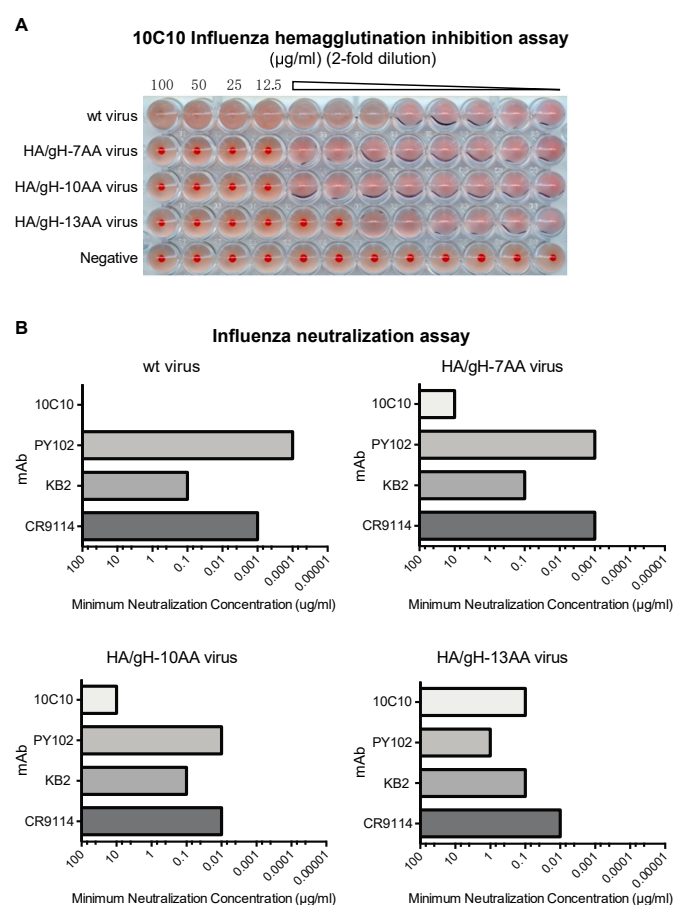 A
10C10 Influenza hemagglutination inhibition assay
(µg/ml) (2-fold dilution)
100 50 25 12.5
wt virus
HA/gH-7AA virus
HA/gH-10AA virus
HA/gH-13AA virus
Negative
B
Influenza neutralization assay
wt virus
mAb
10C10
PY102
KB2
CR9114
100 10 1 0.1 0.01 0.001 0.0001 0.00001
Minimum Neutralization Concentration (ug/ml)
HA/gH-7AA virus
mAb
10C10
PY102
KB2
CR9114
100 10 1 0.1 0.01 0.001 0.0001 0.00001
Minimum Neutralization Concentration (µg/ml)
HA/gH-10AA virus
mAb
10C10
PY102
KB2
CR9114
100 10 1 0.1 0.01 0.001 0.0001 0.00001
Minimum Neutralization Concentration (µg/ml)
HA/gH-13AA virus
mAb
10C10
PY102
KB2
CR9114
100 10 1 0.1 0.01 0.001 0.0001 0.00001
Minimum Neutralization Concentration (µg/ml)